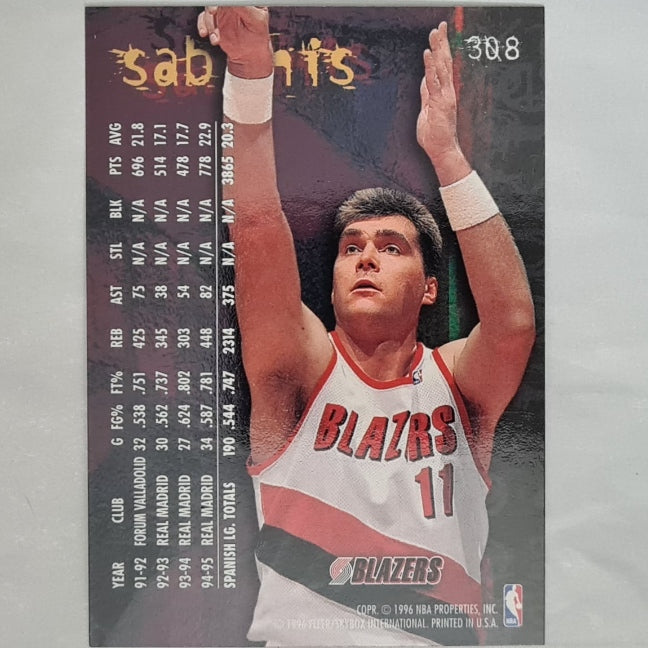 sab nis
308
YEAR CLUB G FG% FT% REB AST STL BLK PTS AVG
91-92 FORUM VALLADOLID 32 .538 .751 425 75 N/A N/A 696 21.8
92-93 REAL MADRID 30 .562 .737 345 38 N/A N/A 514 17.1
93-94 REAL MADRID 27 .624 .802 303 54 N/A N/A 478 17.7
94-95 REAL MADRID 34 .587 .781 448 82 N/A N/A 778 22.9
SPANISH LG. TOTALS 190 .544 .747 2314 375 N/A N/A 3865 20.3
BLAZRS
11
BLAZERS
COPR. © 1996 NBA PROPERTIES, INC.
© 1996 FLEER/SKYBOX INTERNATIONAL. PRINTED IN U.S.A.
NBA